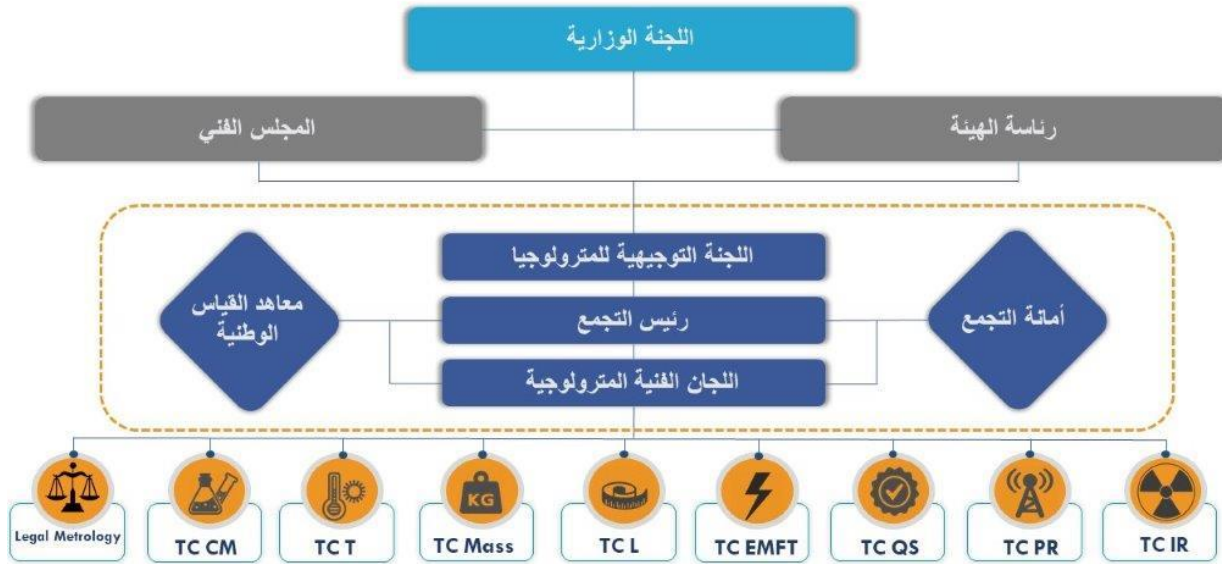 اللجنة الوزارية
رئاسة الهيئة
المجلس الفني
اللجنة التوجيهية للمترولوجيا
أمانة التجمع
رئيس التجمع
معاهد القياس
الوطنية
اللجان الفنية المترولوجية
KG
Legal Metrology
TC CM
TC T
TC Mass
TC L
TC EMFT
TC QS
TC PR
TC IR